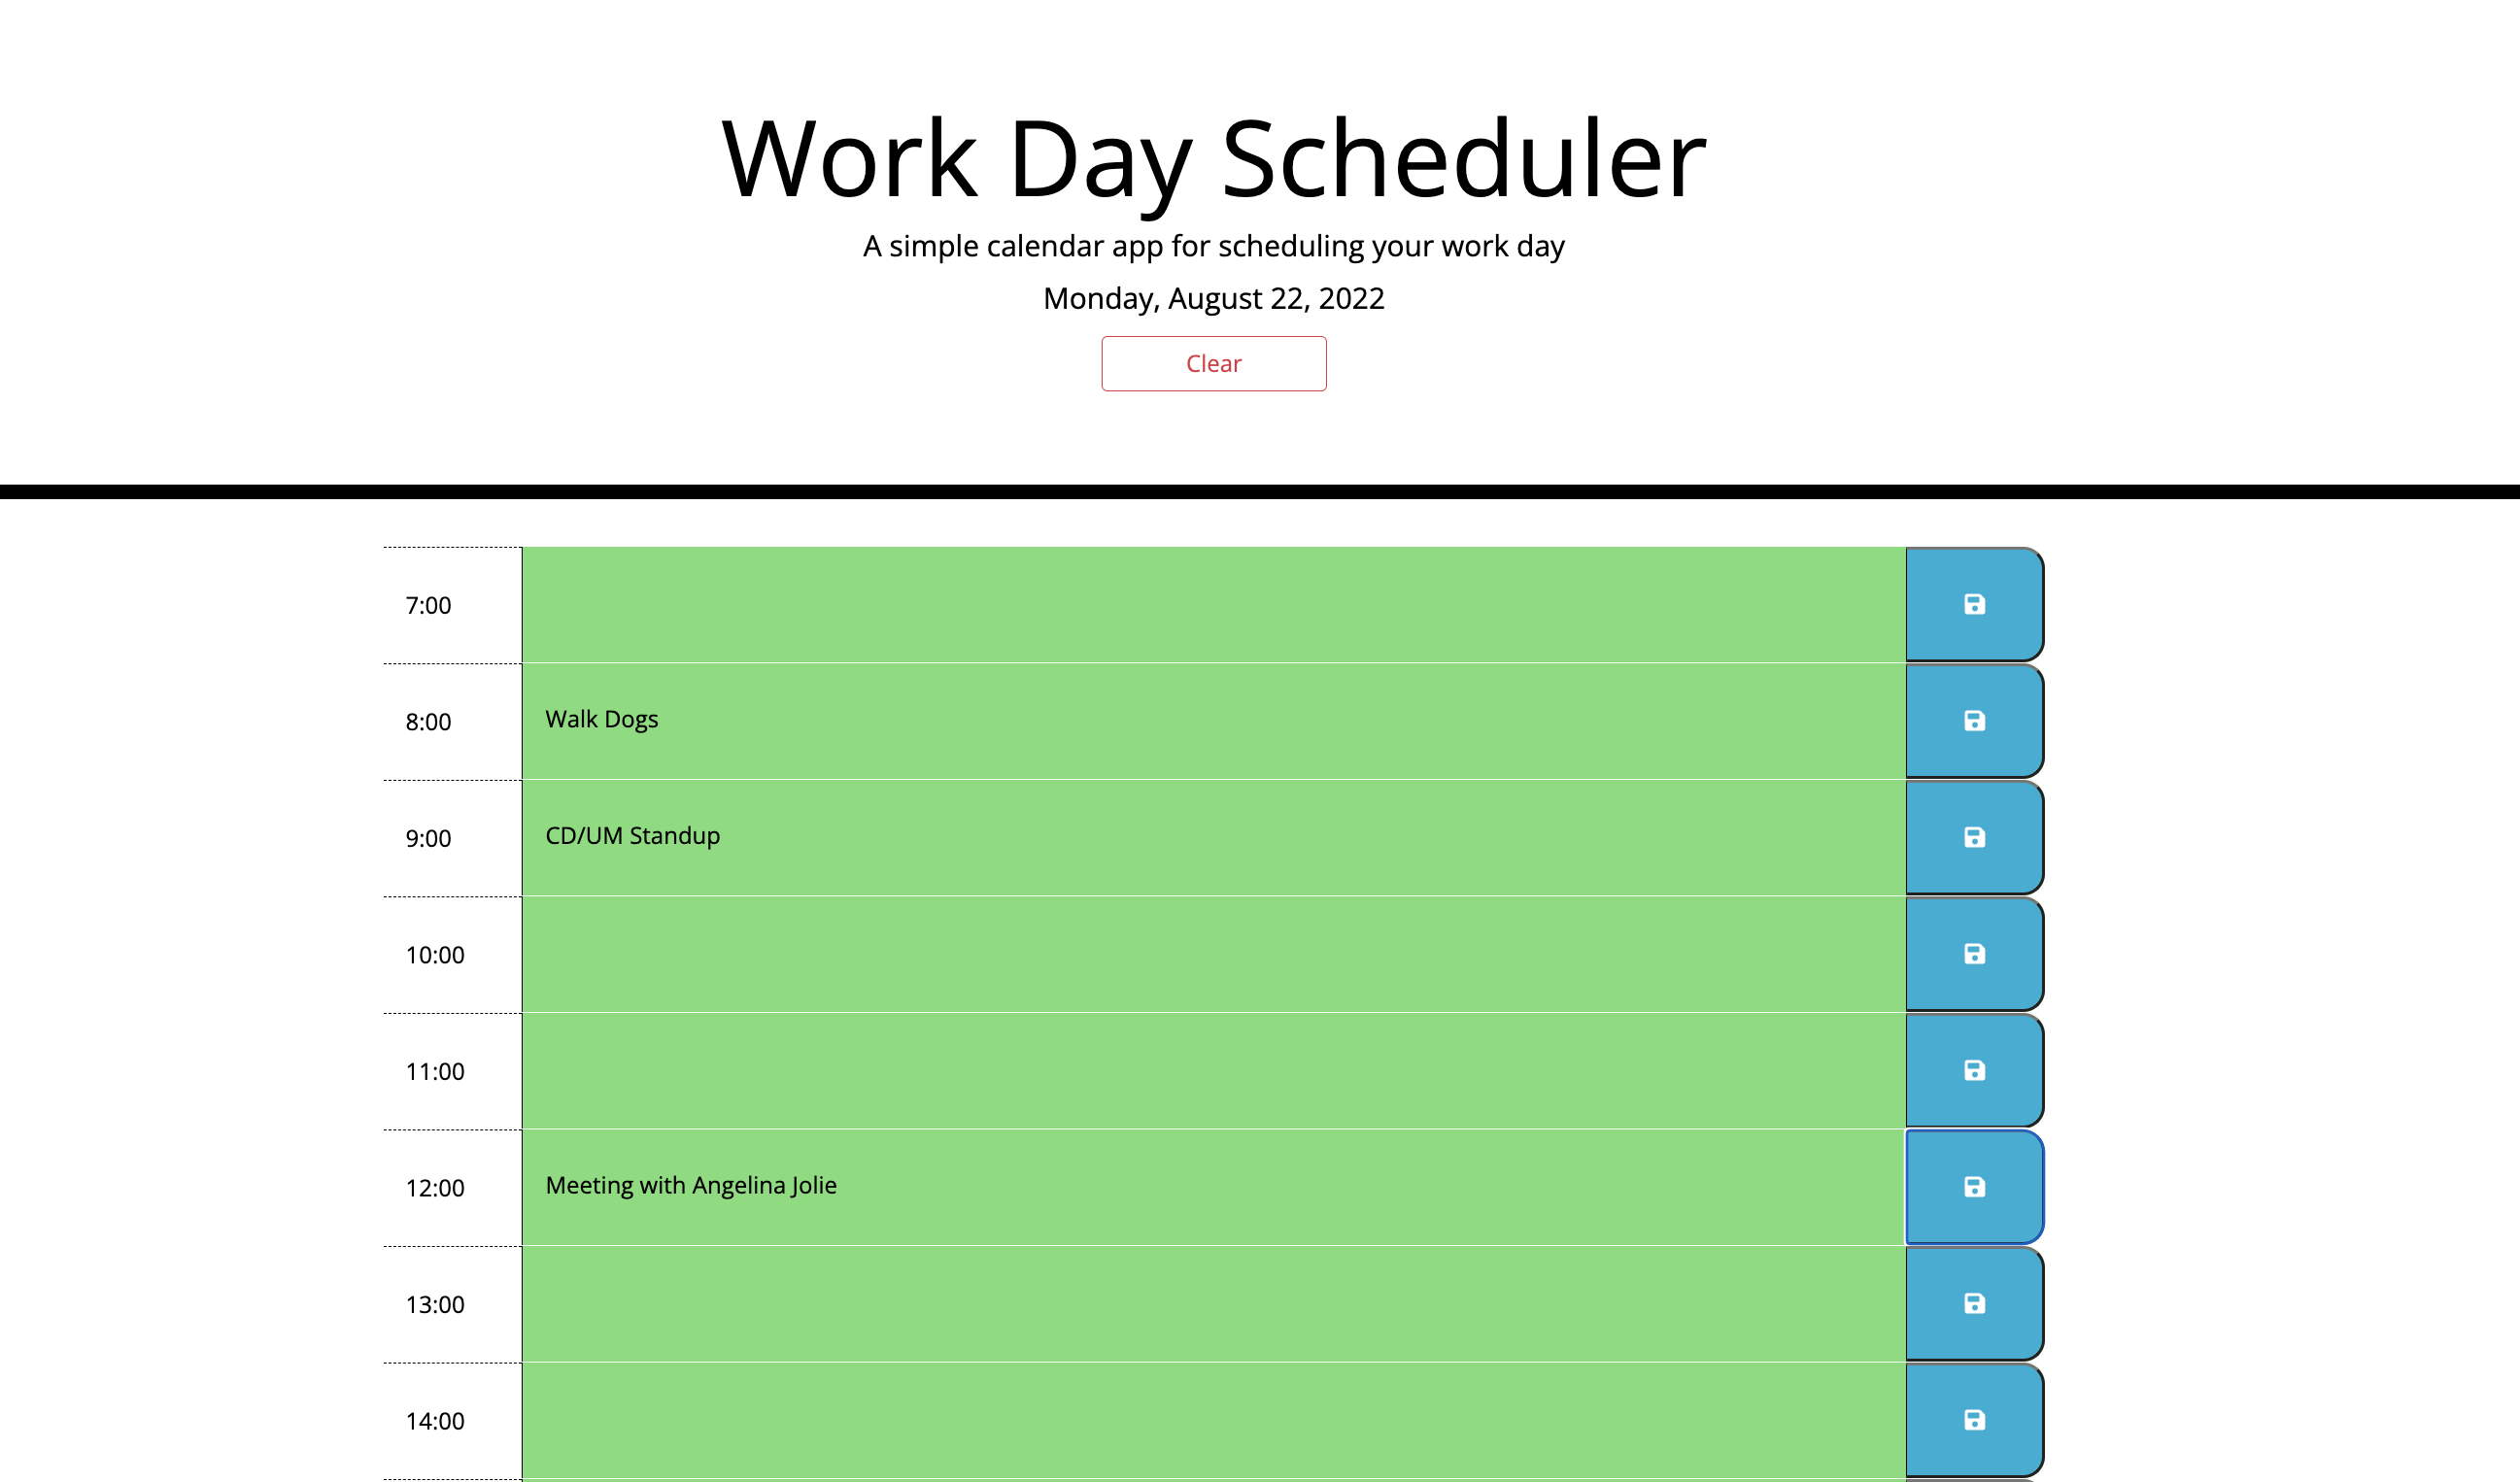 Work Day Scheduler
A simple calendar app for scheduling your work day
Monday, August 22, 2022
Clear
7:00
8:00 Walk Dogs
9:00 CD/UM Standup
10:00
11:00
12:00 Meeting with Angelina Jolie
13:00
14:00